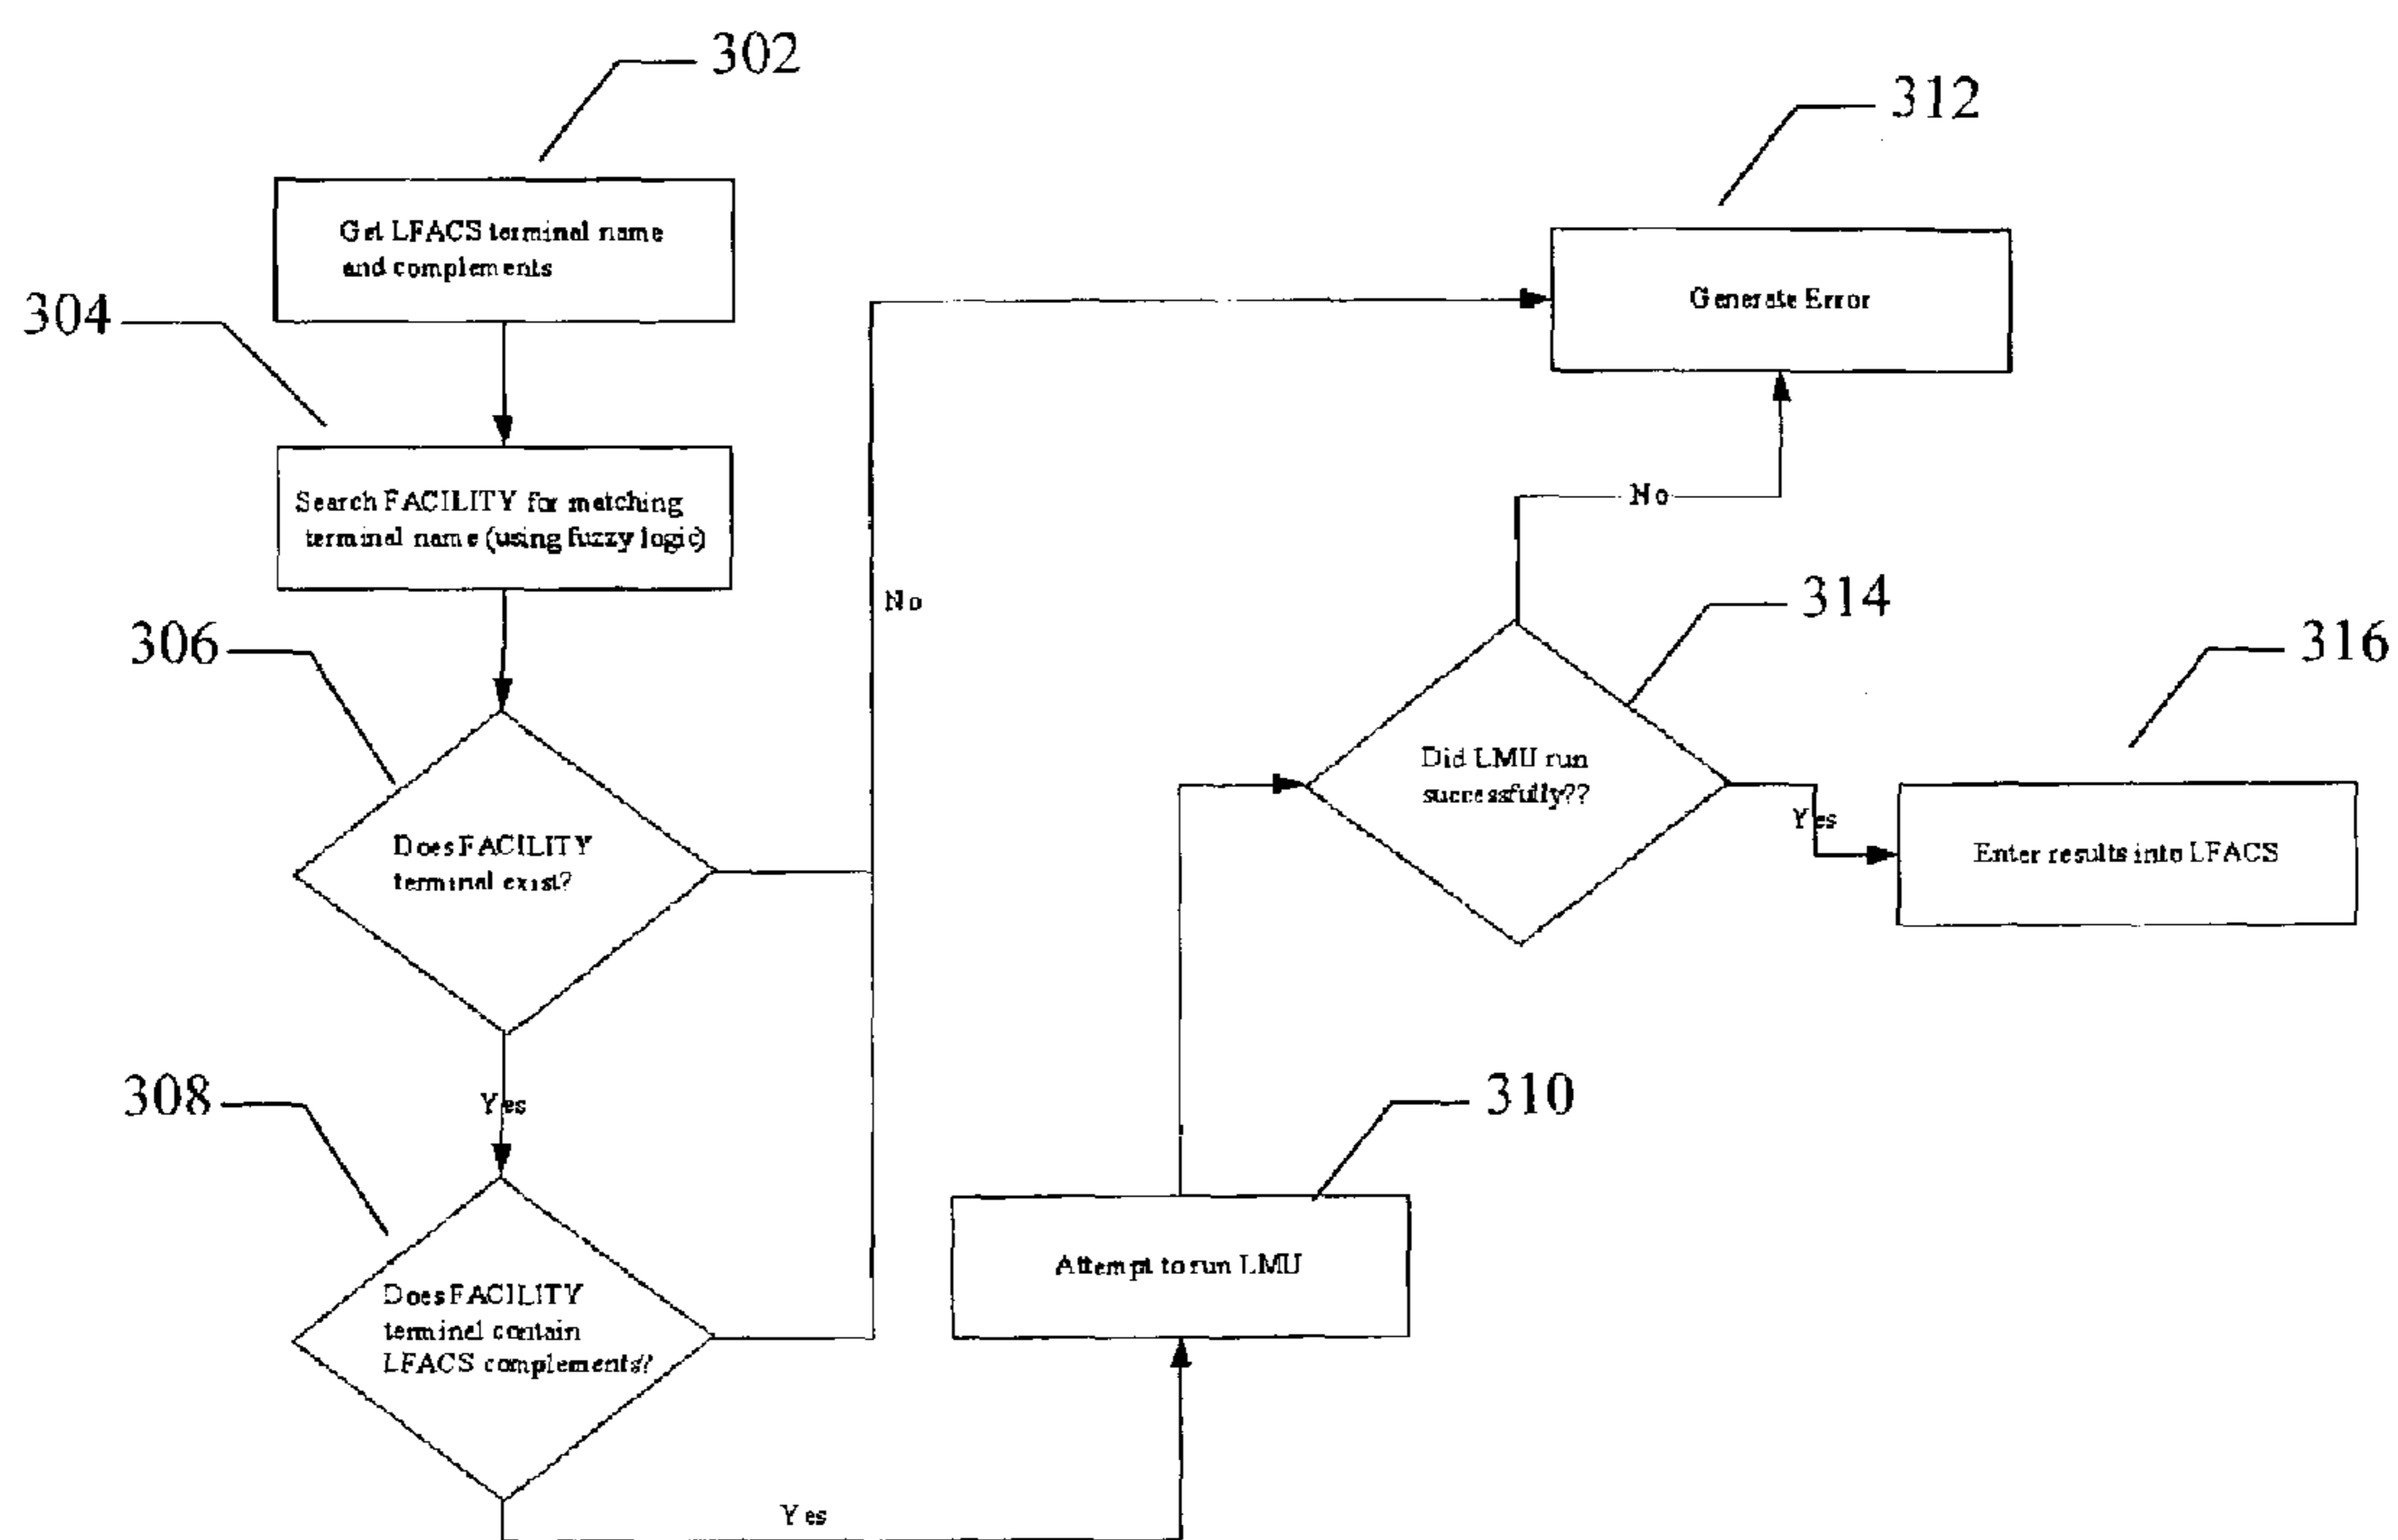 302
Get LFACS terminal name
and complements
304
Search FACILITY for matching
terminal name (using fuzzy logic)
306
Does FACILITY
terminal exist?
No
Yes
308
Does FACILITY
terminal contain
LFACS complements?
Yes
310
Attempt to run LMU
312
Generate Error
No
314
Did LMU run
successfully??
Yes
316
Enter results into LFACS